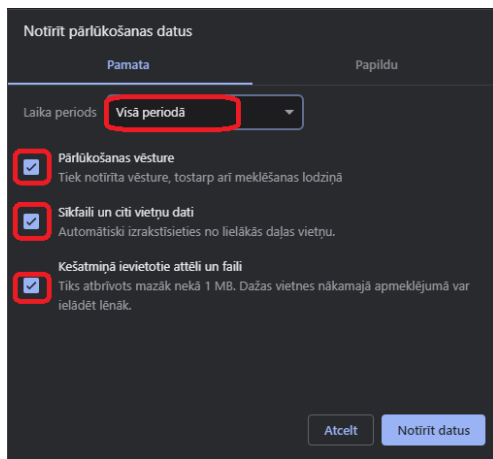 Notīrīt pārlūkošanas datus
Pamata
Papildu
Laika periods
Visā periodā
Pārlūkošanas vēsture
Tiek notīrīta vēsture, tostarp arī meklēšanas lodziņā
Sīkfaili un citi vietņu dati
Automātiski izrakstīsieties no lielākās daļas vietņu.
Kešatmiņā ievietotie attēli un faili
Tiks atbrīvots mazāk nekā 1 MB. Dažas vietnes nākamajā apmeklējumā var
ielādēt lēnāk.
Atcelt
Notīrīt datus